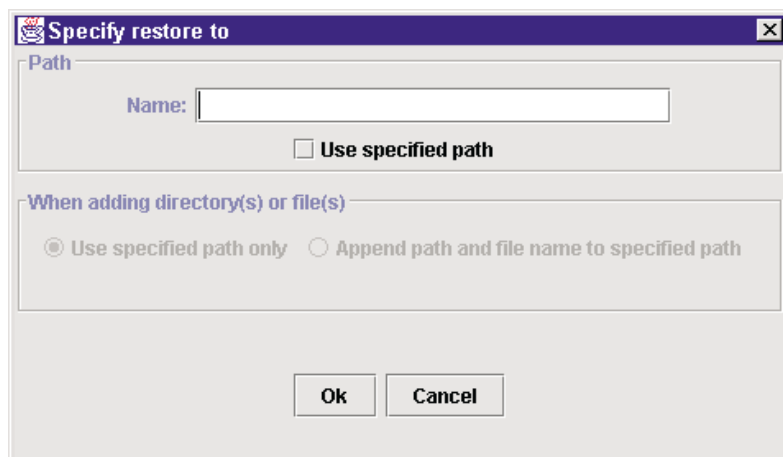 Specify restore to
Path
Name:
Use specified path
When adding directory(s) or file(s)
Use specified path only Append path and file name to specified path
Ok Cancel